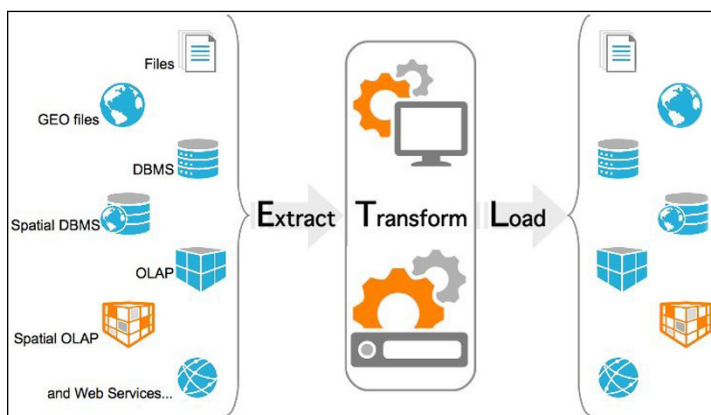 Files
GEO files
DBMS
Spatial DBMS
Extract Transform Load
OLAP
Spatial OLAP
and Web Services...